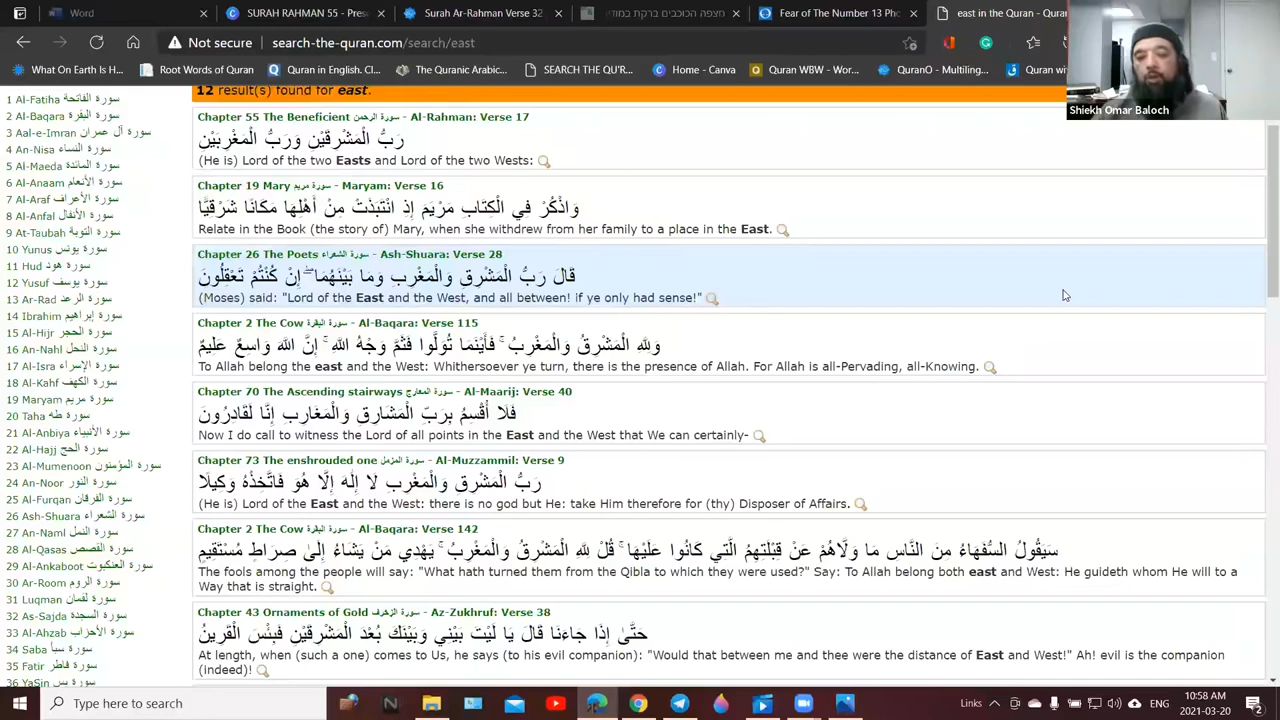 Word
SURAH RAHMAN 55 - Pres
Surah Ar-Rahman Verse 32
מצפה הכוכבים ברקת במודי
Fear of The Number 13 Pho
east in the Quran - Quran
Not secure search-the-quran.com/search/east
What On Earth Is H...
Root Words of Quran
Quran in English. Cl...
The Quranic Arabic...
SEARCH THE QU'R...
Home - Canva
Quran WBW - Wor...
QuranO - Multiling...
Quran wi
Shiekh Omar Baloch
1 Al-Fatiha سورة الفاتحة
2 Al-Baqara سورة البقرة
3 Aal-e-Imran سورة آل عمران
4 An-Nisa سورة النساء
5 Al-Maeda سورة المائدة
6 Al-Anaam سورة الأنعام
7 Al-Araf سورة الأعراف
8 Al-Anfal سورة الأنفال
9 At-Taubah سورة التوبة
10 Yunus سورة يونس
11 Hud سورة هود
12 Yusuf سورة يوسف
13 Ar-Rad سورة الرعد
14 Ibrahim سورة إبراهيم
15 Al-Hijr سورة الحجر
16 An-Nahl سورة النحل
17 Al-Isra سورة الإسراء
18 Al-Kahf سورة الكهف
19 Maryam سورة مريم
20 Taha سورة طه
21 Al-Anbiya سورة الأنبياء
22 Al-Hajj سورة الحج
23 Al-Mumenoon سورة المؤمنون
24 An-Noor سورة النور
25 Al-Furqan سورة الفرقان
26 Ash-Shuara سورة الشعراء
27 An-Naml سورة النمل
28 Al-Qasas سورة القصص
29 Al-Ankaboot سورة العنكبوت
30 Ar-Room سورة الروم
31 Luqman سورة لقمان
32 As-Sajda سورة السجدة
33 Al-Ahzab سورة الأحزاب
34 Saba سورة سبأ
35 Fatir سورة فاطر
36 YaSin سورة يس
12 result(s) found for east.
Chapter 55 The Beneficent سورة الرحمن - Al-Rahman: Verse 17
رَبُّ الْمَشْرِقَيْنِ وَرَبُّ الْمَغْرِبَيْنِ
(He is) Lord of the two Easts and Lord of the two Wests:
Chapter 19 Mary سورة مريم - Maryam: Verse 16
وَاذْكُرْ فِي الْكِتَابِ مَرْيَمَ إِذِ انْتَبَذَتْ مِنْ أَهْلِهَا مَكَانًا شَرْقِيًّا
Relate in the Book (the story of) Mary, when she withdrew from her family to a place in the East.
Chapter 26 The Poets سورة الشعراء - Ash-Shuara: Verse 28
قَالَ رَبُّ الْمَشْرِقِ وَالْمَغْرِبِ وَمَا بَيْنَهُمَا ۖ إِنْ كُنْتُمْ تَعْقِلُونَ
(Moses) said: "Lord of the East and the West, and all between! if ye only had sense!"
Chapter 2 The Cow سورة البقرة - Al-Baqara: Verse 115
وَلِلَّهِ الْمَشْرِقُ وَالْمَغْرِبُ ۚ فَأَيْنَمَا تُوَلُّوا فَثَمَّ وَجْهُ اللَّهِ ۚ إِنَّ اللَّهَ وَاسِعٌ عَلِيمٌ
To Allah belong the east and the West: Whithersoever ye turn, there is the presence of Allah. For Allah is all-Pervading, all-Knowing.
Chapter 70 The Ascending stairways سورة المعارج - Al-Maarij: Verse 40
فَلَا أُقْسِمُ بِرَبِّ الْمَشَارِقِ وَالْمَغَارِبِ إِنَّا لَقَادِرُونَ
Now I do call to witness the Lord of all points in the East and the West that We can certainly-
Chapter 73 The enshrouded one سورة المزمل - Al-Muzzammil: Verse 9
رَبُّ الْمَشْرِقِ وَالْمَغْرِبِ لَا إِلَٰهَ إِلَّا هُوَ فَاتَّخِذْهُ وَكِيلًا
(He is) Lord of the East and the West: there is no god but He: take Him therefore for (thy) Disposer of Affairs.
Chapter 2 The Cow سورة البقرة - Al-Baqara: Verse 142
سَيَقُولُ السُّفَهَاءُ مِنَ النَّاسِ مَا وَلَّاهُمْ عَنْ قِبْلَتِهِمُ الَّتِي كَانُوا عَلَيْهَا ۚ قُلْ لِلَّهِ الْمَشْرِقُ وَالْمَغْرِبُ ۚ يَهْدِي مَنْ يَشَاءُ إِلَىٰ صِرَاطٍ مُسْتَقِيمٍ
The fools among the people will say: "What hath turned them from the Qibla to which they were used?" Say: To Allah belong both east and West: He guideth whom He will to a
Way that is straight.
Chapter 43 Ornaments of Gold سورة الزخرف - Az-Zukhruf: Verse 38
حَتَّىٰ إِذَا جَاءَنَا قَالَ يَا لَيْتَ بَيْنِي وَبَيْنَكَ بُعْدَ الْمَشْرِقَيْنِ فَبِئْسَ الْقَرِينُ
At length, when (such a one) comes to Us, he says (to his evil companion): "Would that between me and thee were the distance of East and West!" Ah! evil is the companion
(indeed)!
Type here to search
Links
ENG
10:58 AM
2021-03-20